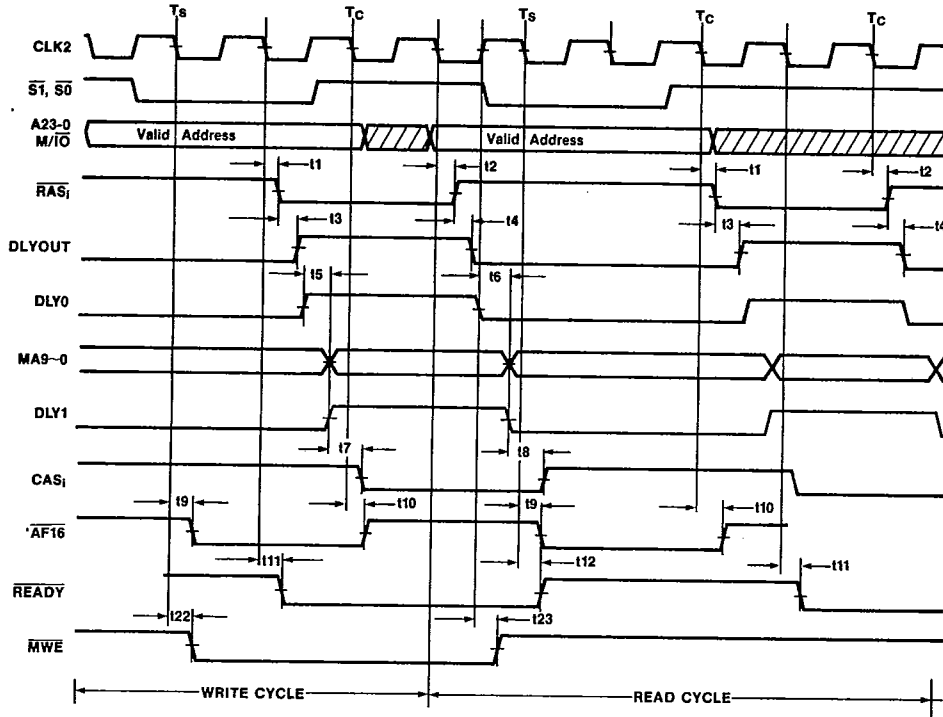 Ts Tc Ts Tc Tc
CLK2
S1, S0
A23-0
M/IO
Valid Address Valid Address
t1 t2 t1 t2
RASi
t3 t4 t3 t4
DLYOUT
t5 t6
DLY0
MA9~0
DLY1
t7 t8
CASi
t9 t10 t9 t10
'AF16
t11 t12 t11
READY
t22 t23
MWE
WRITE CYCLE READ CYCLE